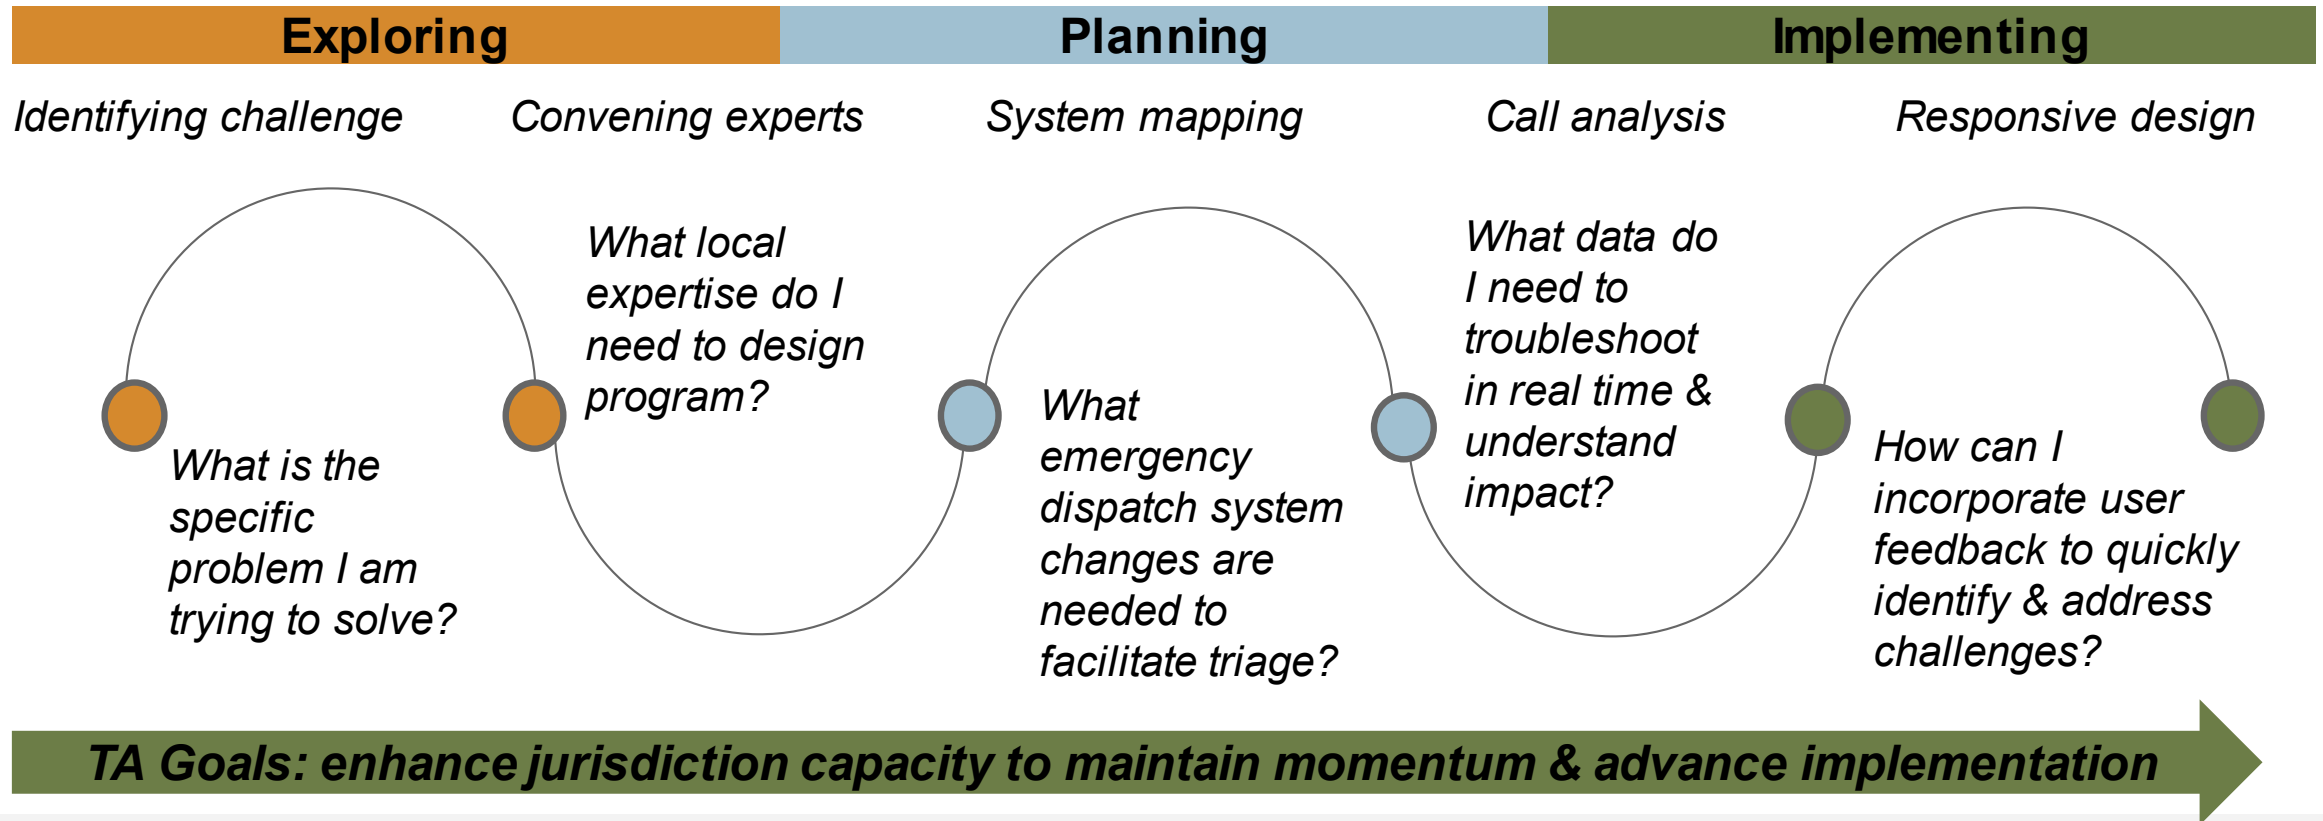 Exploring
Planning
Implementing
Identifying challenge
Convening experts
System mapping
Call analysis
Responsive design
What is the
specific
problem I am
trying to solve?
What local
expertise do I
need to design
program?
What
emergency
dispatch system
changes are
needed to
facilitate triage?
What data do
I need to
troubleshoot
in real time &
understand
impact?
How can I
incorporate user
feedback to quickly
identify & address
challenges?
TA Goals: enhance jurisdiction capacity to maintain momentum & advance implementation